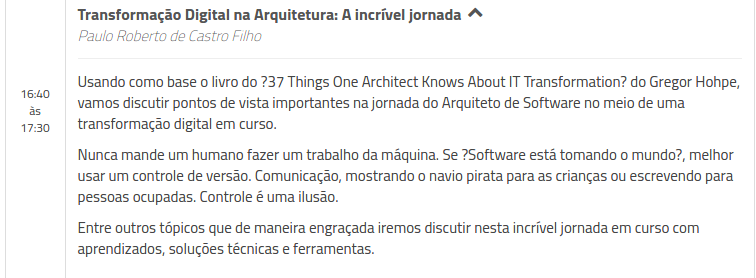 Transformação Digital na Arquitetura: A incrível jornada
Paulo Roberto de Castro Filho
16:40
às
17:30
Usando como base o livro do ?37 Things One Architect Knows About IT Transformation? do Gregor Hohpe,
vamos discutir pontos de vista importantes na jornada do Arquiteto de Software no meio de uma
transformação digital em curso.
Nunca mande um humano fazer um trabalho da máquina. Se ?Software está tomando o mundo?, melhor
usar um controle de versão. Comunicação, mostrando o navio pirata para as crianças ou escrevendo para
pessoas ocupadas. Controle é uma ilusão.
Entre outros tópicos que de maneira engraçada iremos discutir nesta incrível jornada em curso com
aprendizados, soluções técnicas e ferramentas.